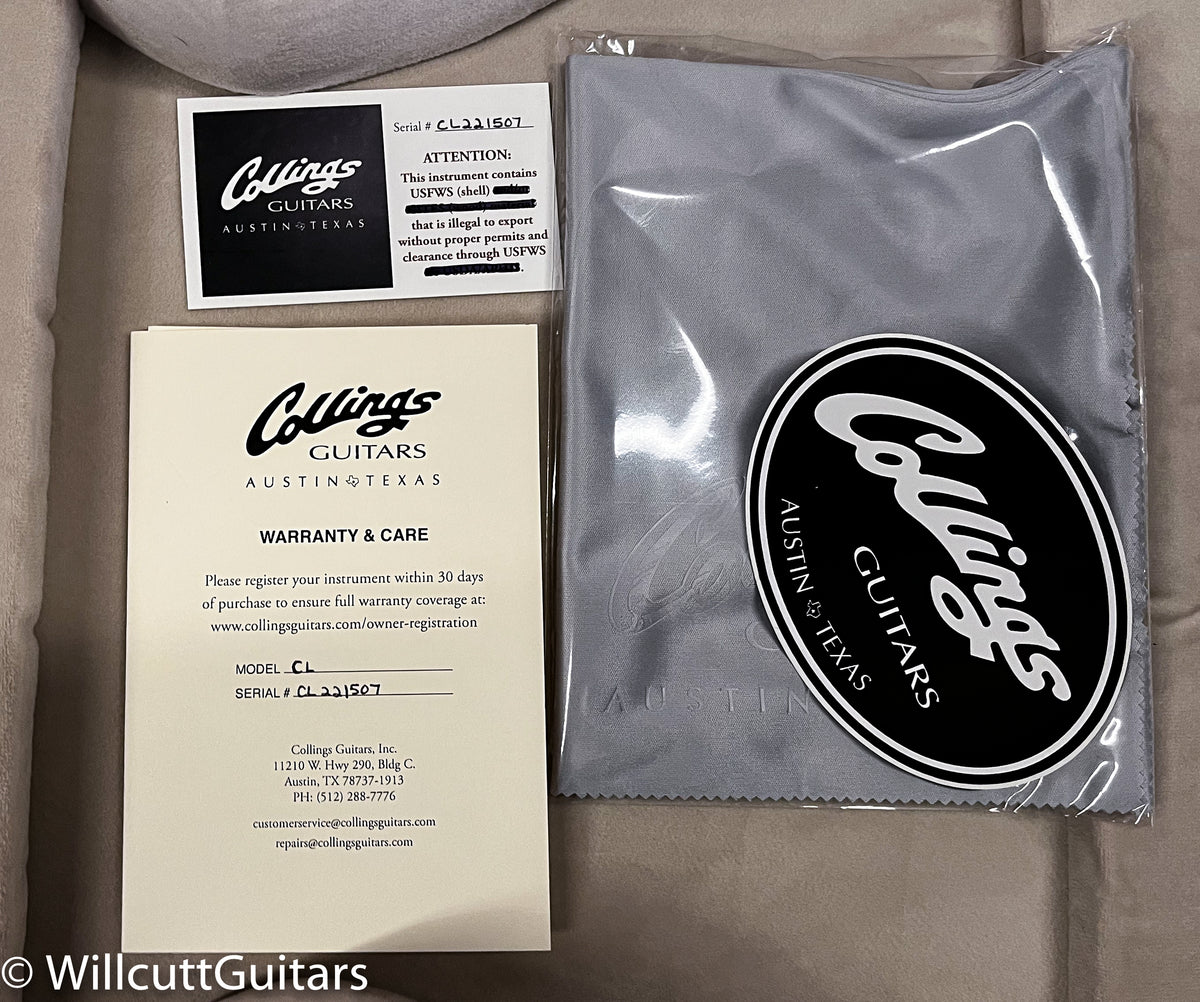 Collings
GUITARS
AUSTIN TEXAS
Serial # CL221507
ATTENTION:
This instrument contains
USFWS (shell)
that is illegal to export
without proper permits and
clearance through USFWS
.
Collings
GUITARS
AUSTIN TEXAS
WARRANTY & CARE
Please register your instrument within 30 days
of purchase to ensure full warranty coverage at:
www.collingsguitars.com/owner-registration
MODEL CL
SERIAL # CL221507
Collings Guitars, Inc.
11210 W. Hwy 290, Bldg C.
Austin, TX 78737-1913
PH: (512) 288-7776
customerservice@collingsguitars.com
repairs@collingsguitars.com
AUSTIN
Collings
GUITARS
AUSTIN TEXAS
© WillcuttGuitars